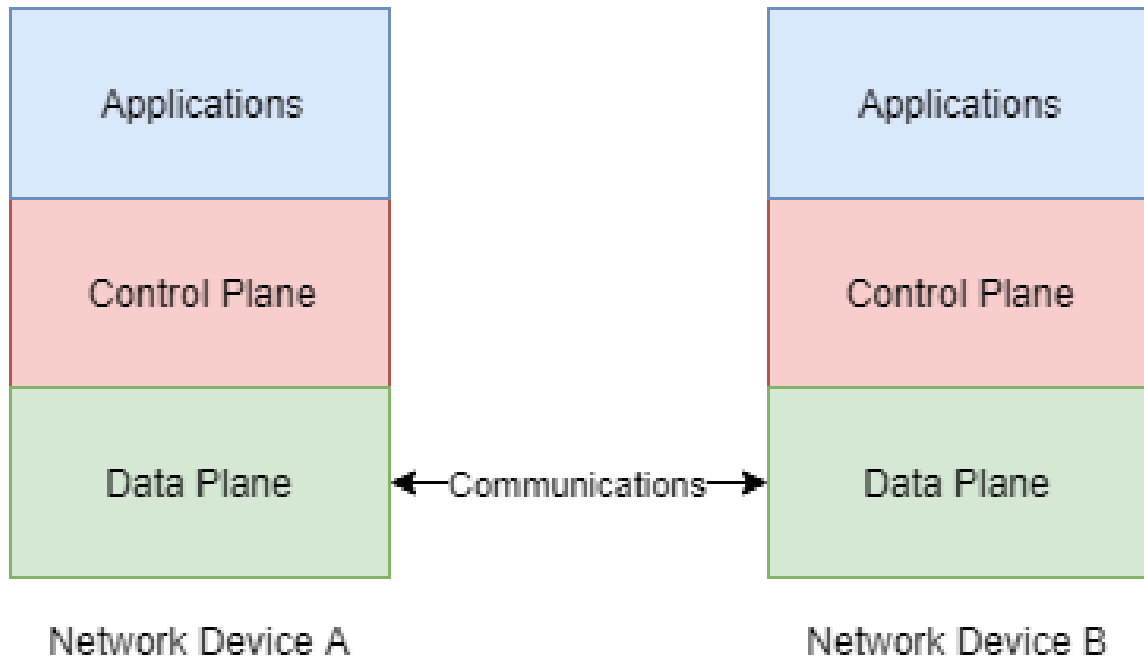 Applications
Applications
Control Plane
Control Plane
Data Plane
Communications
Data Plane
Network Device A
Network Device B